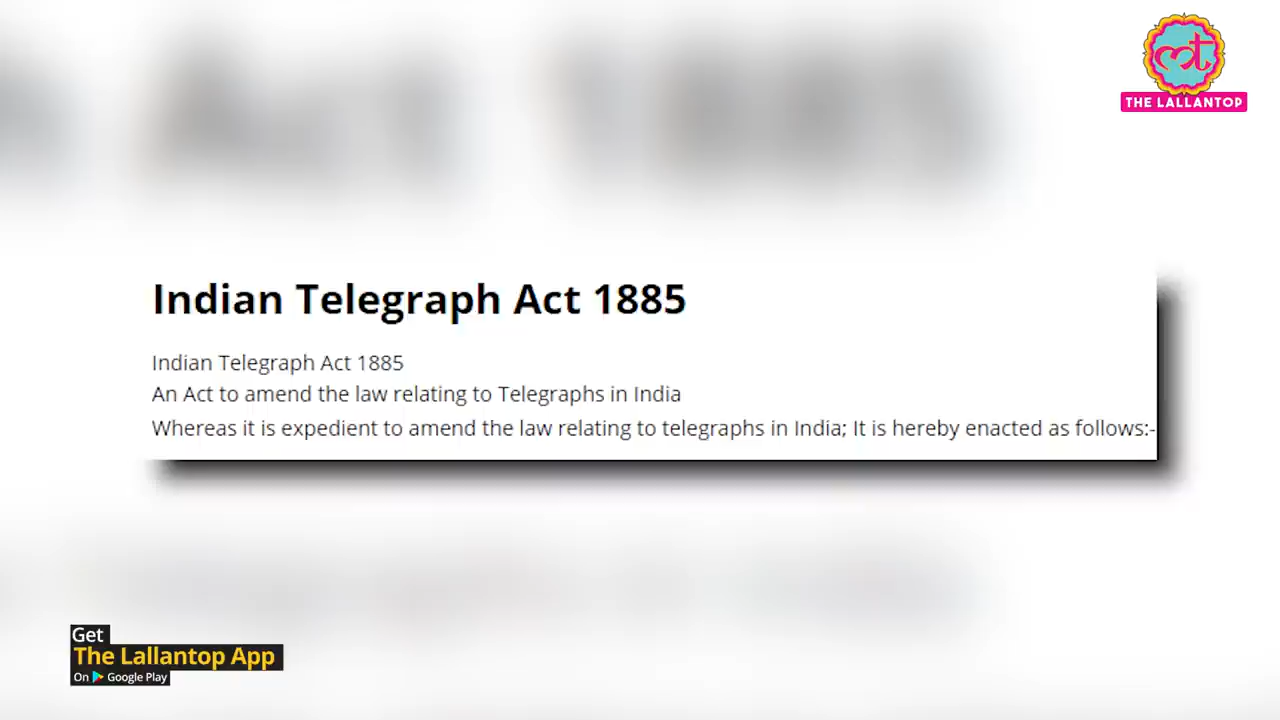 THE LALLANTOP
Indian Telegraph Act 1885
Indian Telegraph Act 1885
An Act to amend the law relating to Telegraphs in India
Whereas it is expedient to amend the law relating to telegraphs in India; It is hereby enacted as follows:-
Get
The Lallantop App
On Google Play